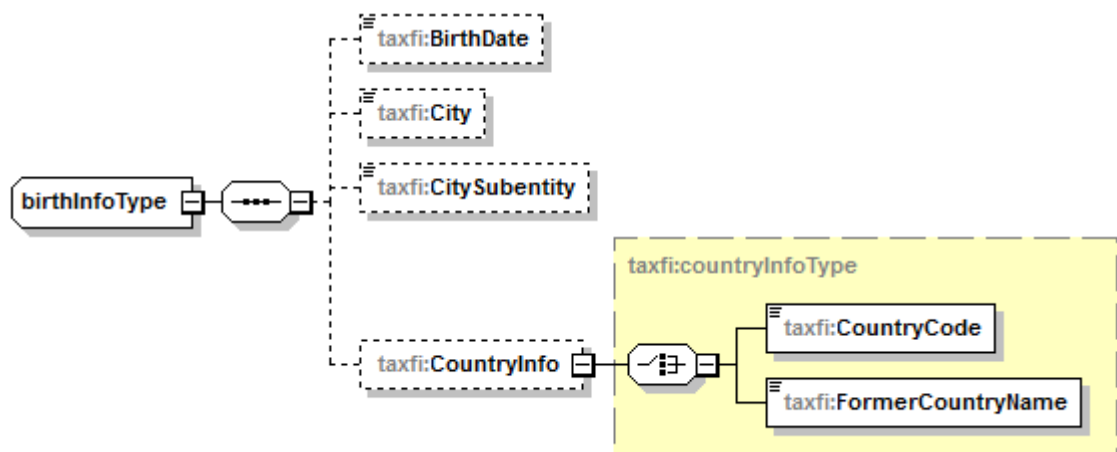 taxfi:BirthDate
taxfi:City
taxfi:CitySubentity
birthInfoType
taxfi:countryInfoType
taxfi:CountryCode
taxfi:CountryInfo
taxfi:FormerCountryName